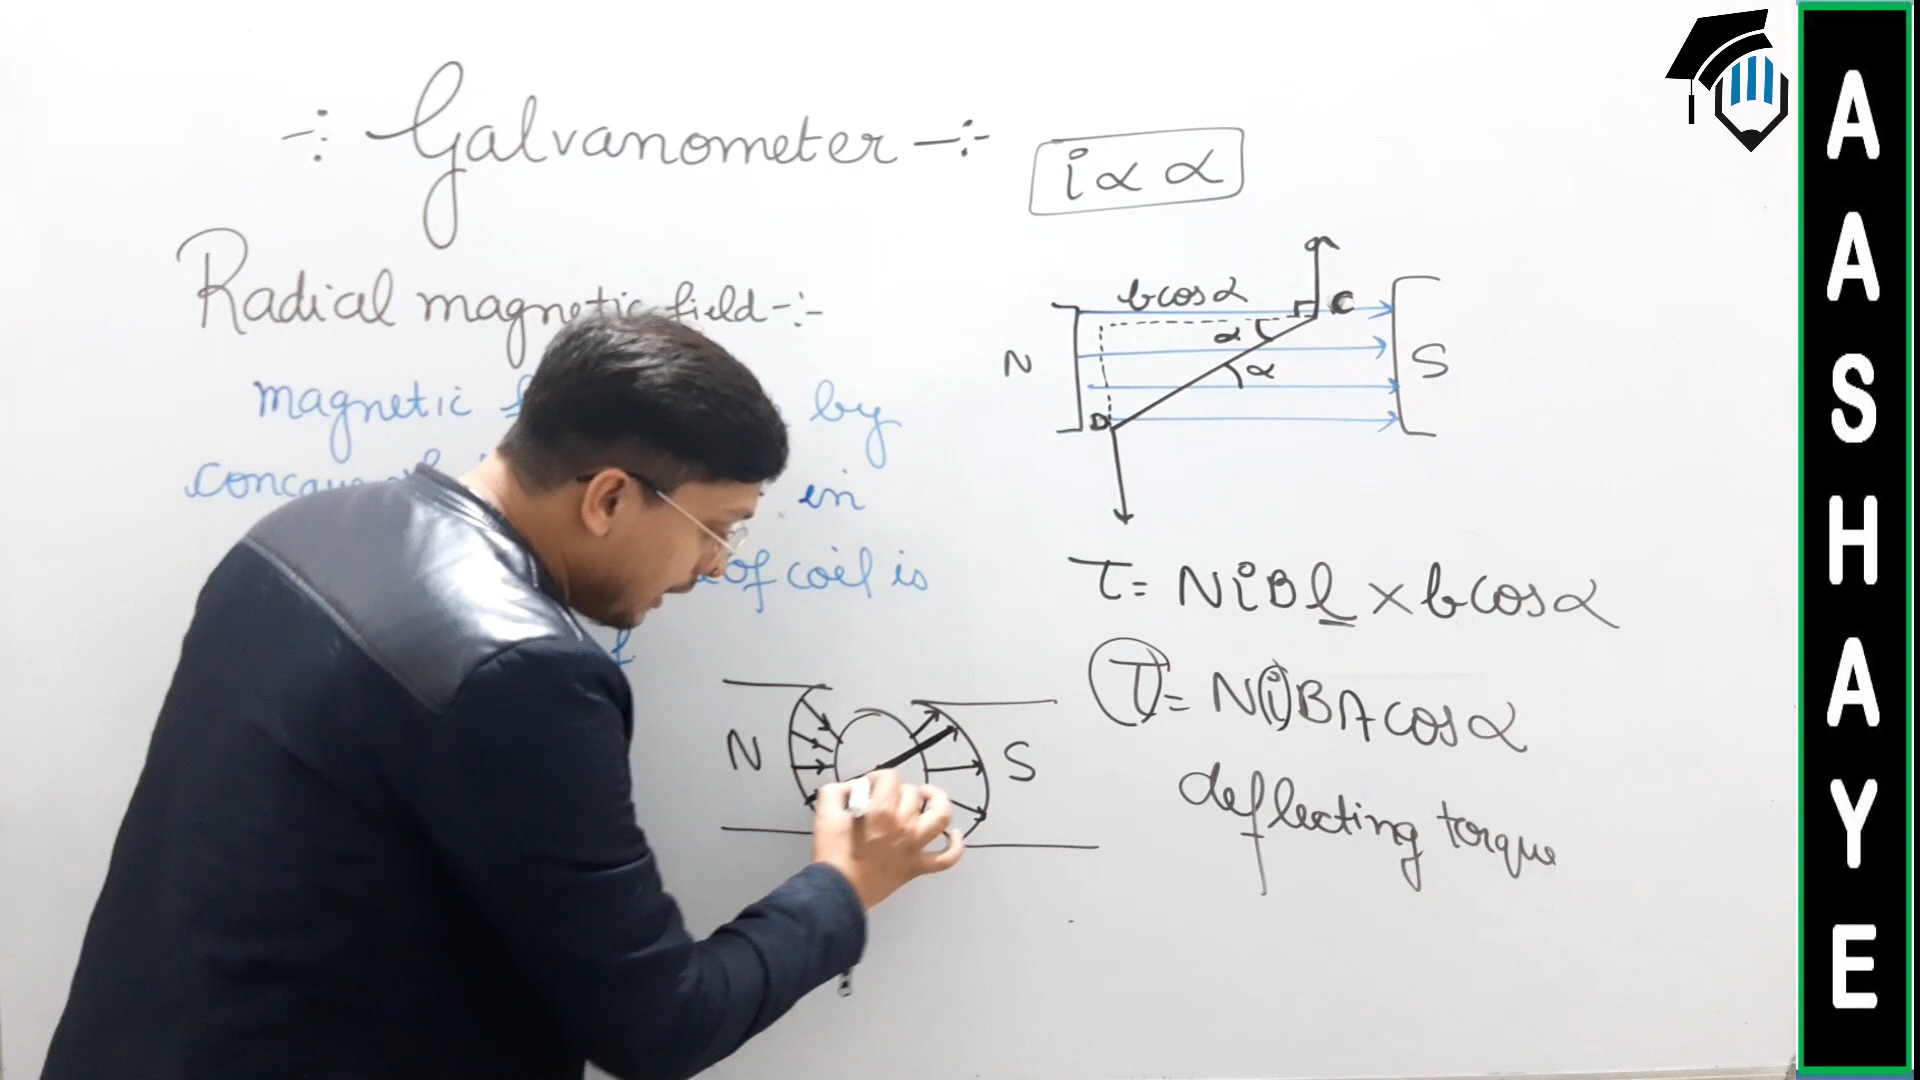 -:- Galvanometer -:-
i α α
Radial magnetic field -:-
magnetic by
in
of coil is
b cos α
C
α
α
N
S
D
τ = NiBl × b cos α
τ = NiBA cos α
deflecting torque
N
S
AASHAYE